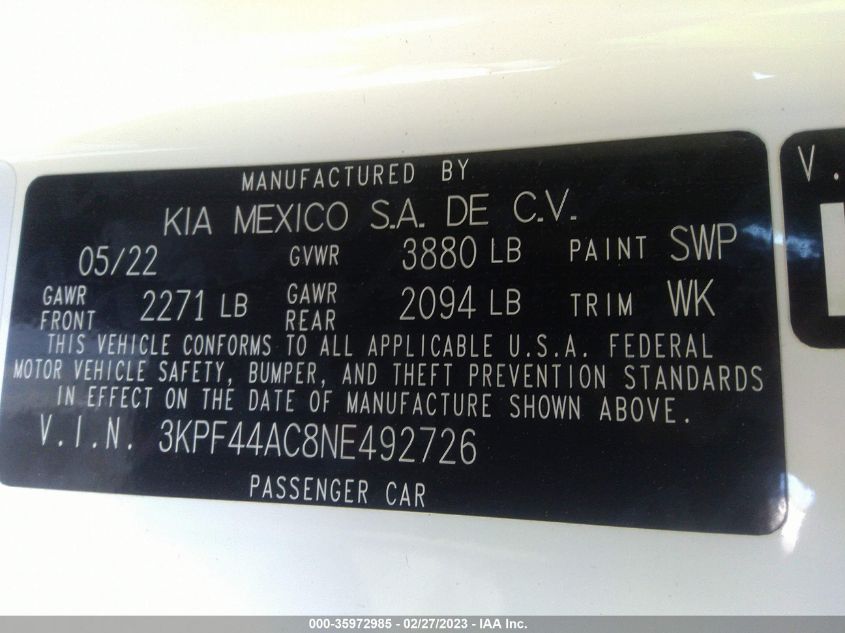 MANUFACTURED BY
KIA MEXICO S.A. DE C.V.
05/22 GVWR 3880 LB PAINT SWP
GAWR FRONT 2271 LB GAWR REAR 2094 LB TRIM WK
THIS VEHICLE CONFORMS TO ALL APPLICABLE U.S.A. FEDERAL
MOTOR VEHICLE SAFETY, BUMPER, AND THEFT PREVENTION STANDARDS
IN EFFECT ON THE DATE OF MANUFACTURE SHOWN ABOVE.
V.I.N. 3KPF44AC8NE492726
PASSENGER CAR
V.
000-35972985 - 02/27/2023 - IAA Inc.